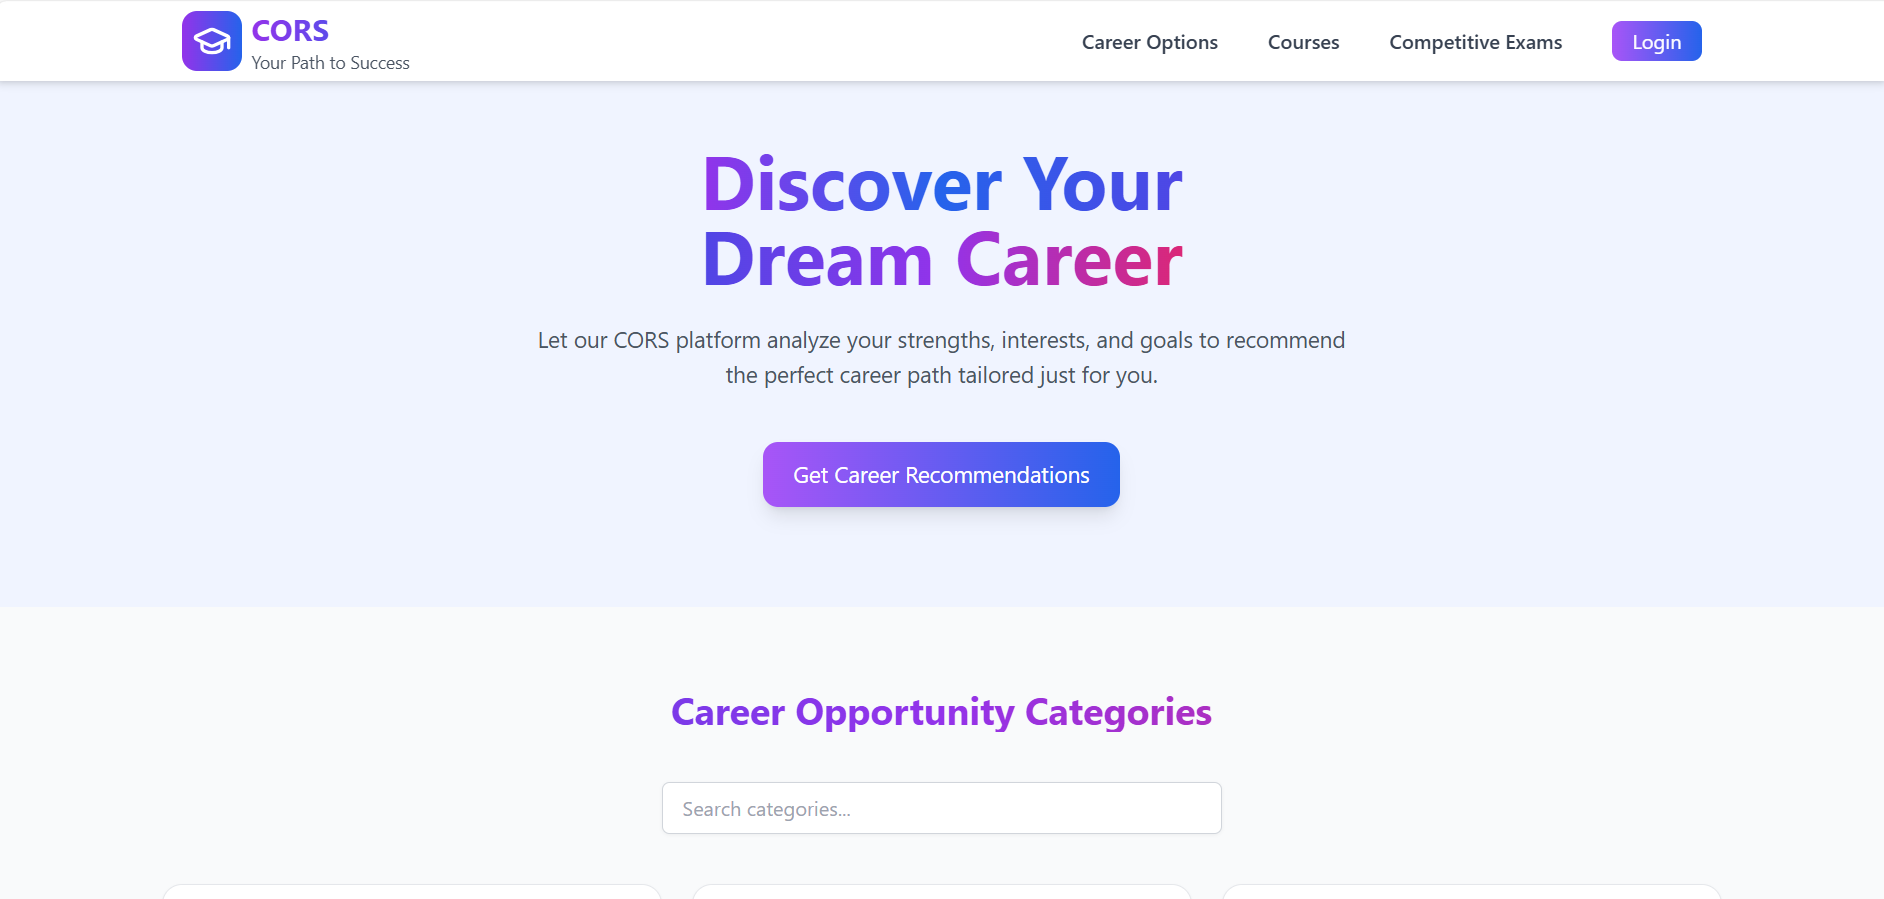 CORS
Your Path to Success
Career Options
Courses
Competitive Exams
Login
Discover Your
Dream Career
Let our CORS platform analyze your strengths, interests, and goals to recommend
the perfect career path tailored just for you.
Get Career Recommendations
Career Opportunity Categories
Search categories...